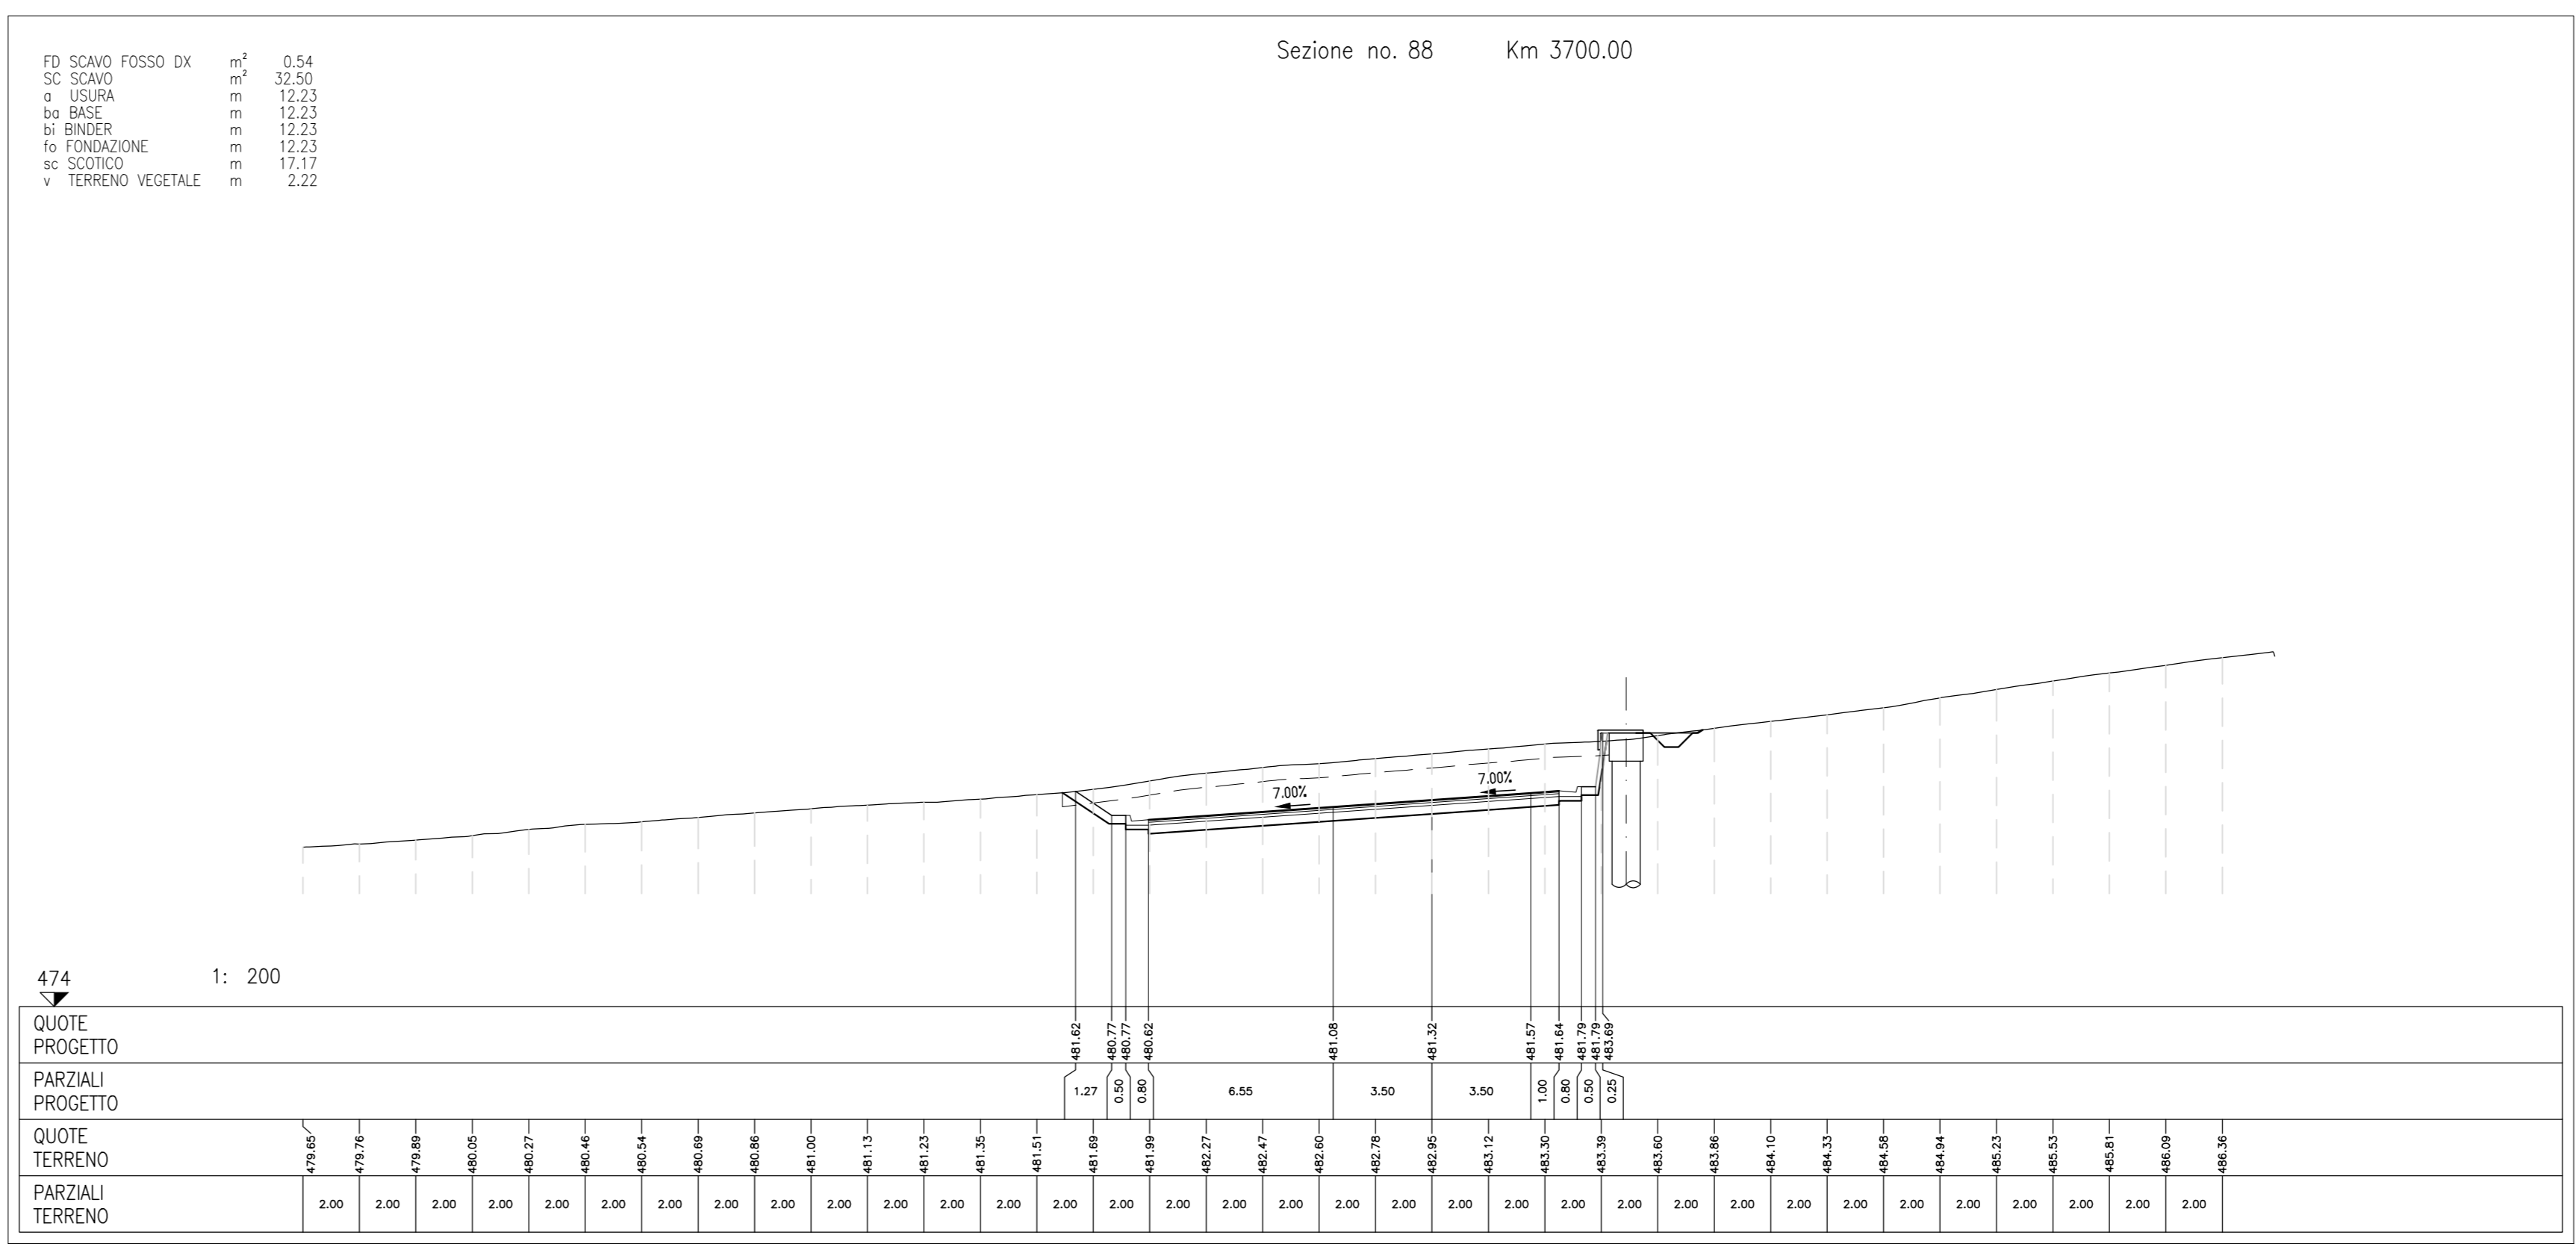 Sezione no. 88 Km 3700.00
FD SCAVO FOSSO DX m² 0.54
SC SCAVO m² 32.50
a USURA m 12.23
ba BASE m 12.23
bi BINDER m 12.23
fo FONDAZIONE m 12.23
sc SCOTICO m 17.17
v TERRENO VEGETALE m 2.22
7.00% 7.00%
474 1: 200
QUOTE
PROGETTO
481.62 480.77 480.77 480.62 481.08 481.32 481.57 481.64 481.79 481.79 483.69
PARZIALI
PROGETTO
1.27 0.50 0.80 6.55 3.50 3.50 1.00 0.80 0.50 0.25
QUOTE
TERRENO
479.65 479.76 479.89 480.05 480.27 480.46 480.54 480.69 480.86 481.00 481.13 481.23 481.35 481.51 481.69 481.99 482.27 482.47 482.60 482.78 482.95 483.12 483.30 483.39 483.60 483.86 484.10 484.33 484.58 484.94 485.23 485.53 485.81 486.09 486.36
PARZIALI
TERRENO
2.00 2.00 2.00 2.00 2.00 2.00 2.00 2.00 2.00 2.00 2.00 2.00 2.00 2.00 2.00 2.00 2.00 2.00 2.00 2.00 2.00 2.00 2.00 2.00 2.00 2.00 2.00 2.00 2.00 2.00 2.00 2.00 2.00 2.00